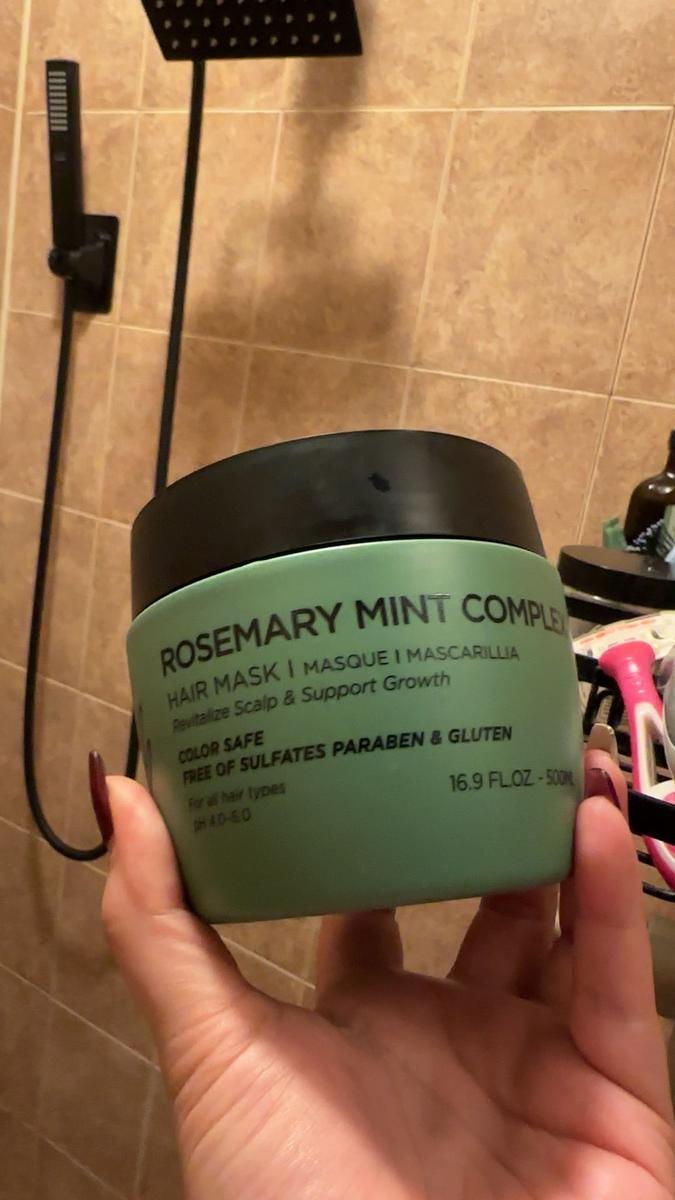 ROSEMARY MINT COMPLEX
HAIR MASK | MASQUE | MASCARILLIA
Revitalize Scalp & Support Growth
COLOR SAFE
FREE OF SULFATES PARABEN & GLUTEN
For all hair types
pH 4.0-6.0
16.9 FL.OZ. - 500ML